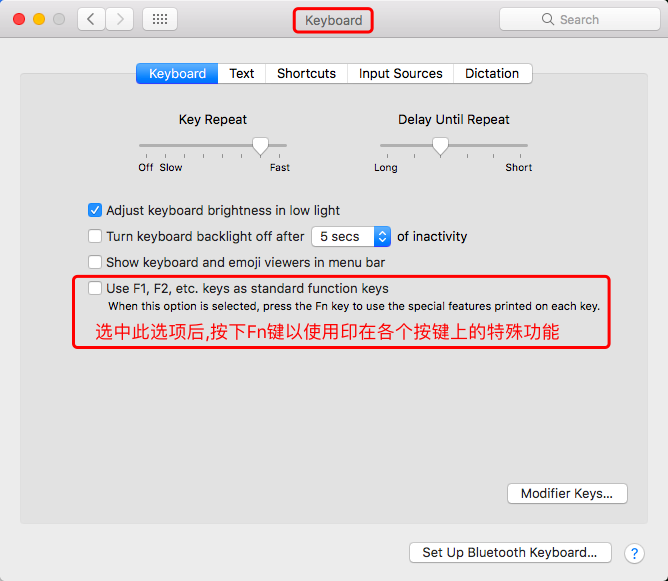 Keyboard
Search
Keyboard Text Shortcuts Input Sources Dictation
Key Repeat Delay Until Repeat
Off Slow Fast Long Short
Adjust keyboard brightness in low light
Turn keyboard backlight off after 5 secs of inactivity
Show keyboard and emoji viewers in menu bar
Use F1, F2, etc. keys as standard function keys
When this option is selected, press the Fn key to use the special features printed on each key.
选中此选项后,按下Fn键以使用印在各个按键上的特殊功能
Modifier Keys...
Set Up Bluetooth Keyboard... ?